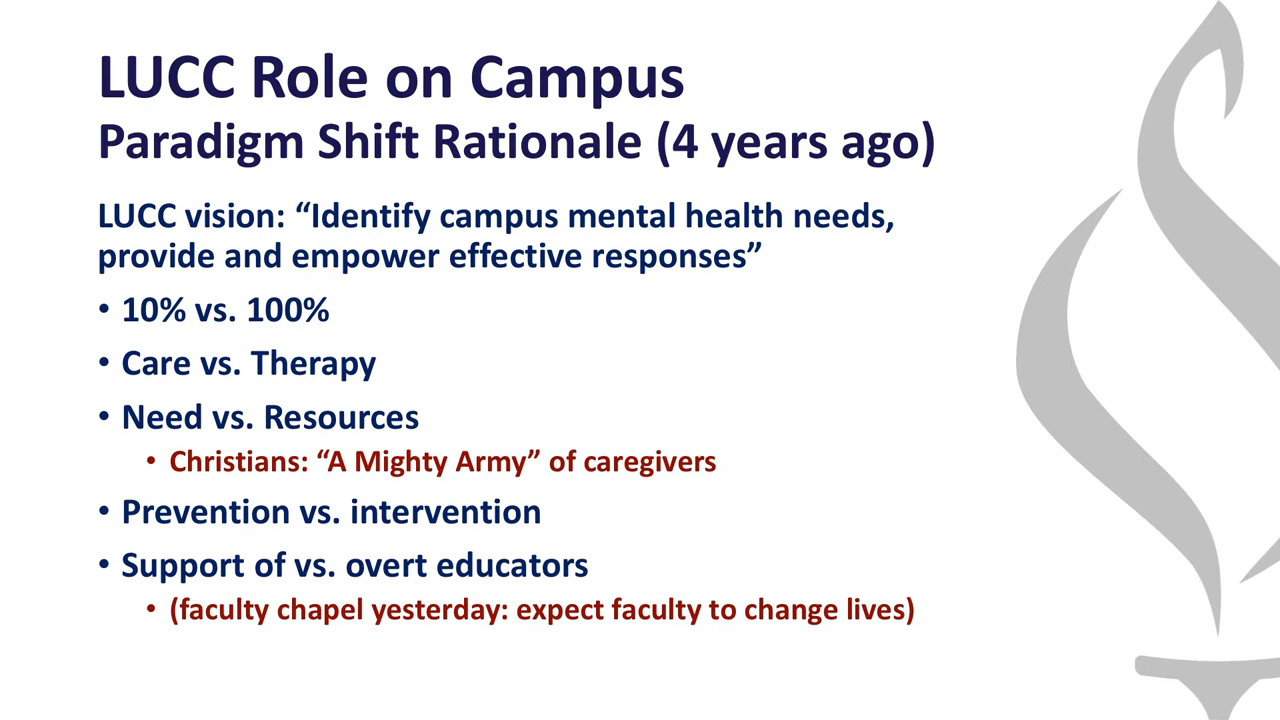 LUCC Role on Campus
Paradigm Shift Rationale (4 years ago)
LUCC vision: “Identify campus mental health needs,
provide and empower effective responses”
• 10% vs. 100%
• Care vs. Therapy
• Need vs. Resources
• Christians: “A Mighty Army” of caregivers
• Prevention vs. intervention
• Support of vs. overt educators
• (faculty chapel yesterday: expect faculty to change lives)